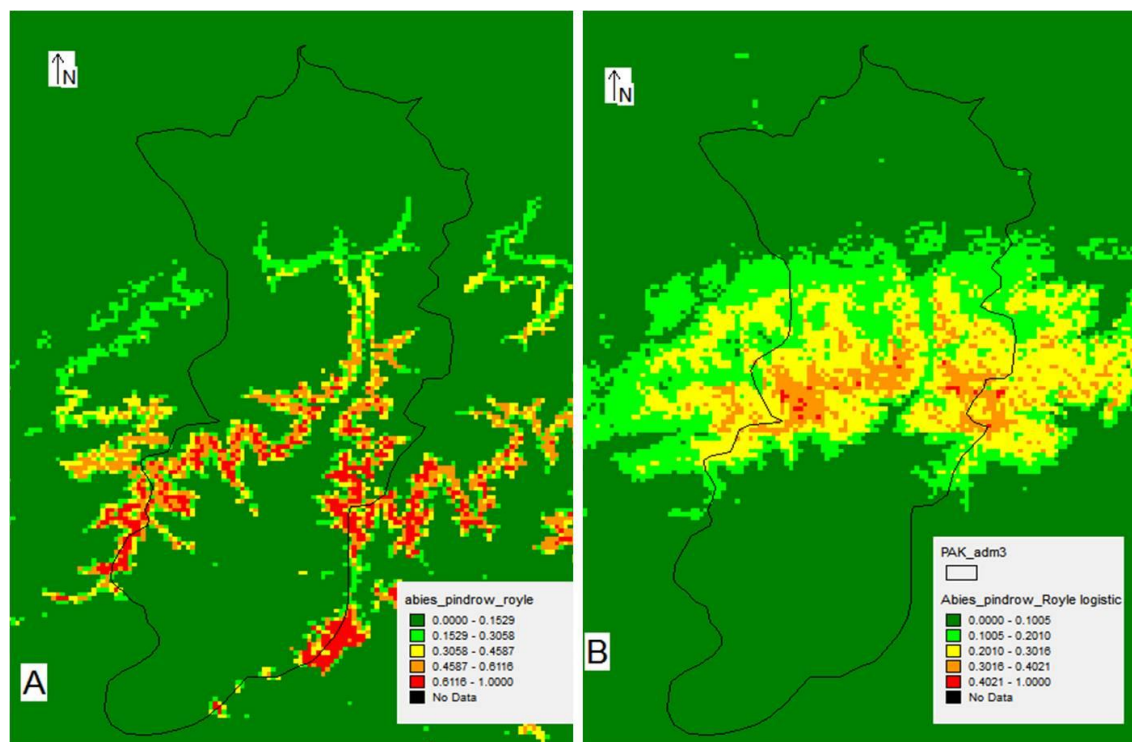 N
abies_pindrow_royle
0.0000 - 0.1529
0.1529 - 0.3058
0.3058 - 0.4587
0.4587 - 0.6116
0.6116 - 1.0000
No Data
A
N
PAK_adm3
Abies_pindrow_Royle logistic
0.0000 - 0.1005
0.1005 - 0.2010
0.2010 - 0.3016
0.3016 - 0.4021
0.4021 - 1.0000
No Data
B